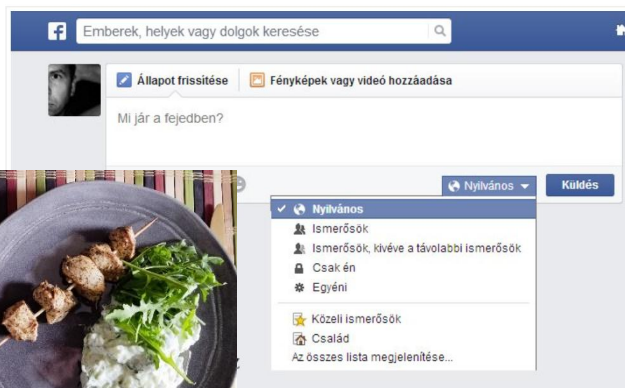 f Emberek, helyek vagy dolgok keresése
Állapot frissítése Fényképek vagy videó hozzáadása
Mi jár a fejedben?
Nyilvános Küldés
Nyilvános
Ismerősök
Ismerősök, kivéve a távolabbi ismerősök
Csak én
Egyéni
Közeli ismerősök
Család
Az összes lista megjelenítése...